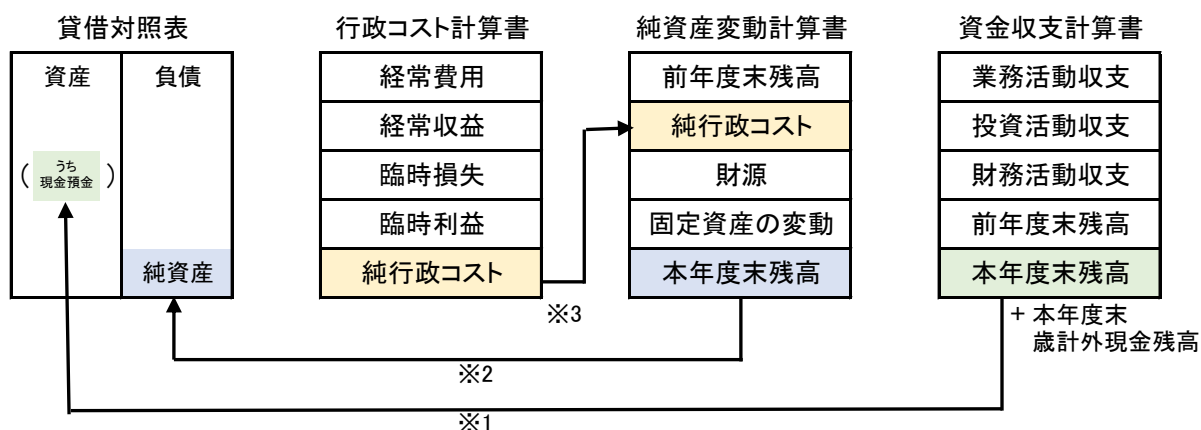 貸借対照表
資産
負債
(
うち
現金預金
)
純資産
行政コスト計算書
経常費用
経常収益
臨時損失
臨時利益
純行政コスト
純資産変動計算書
前年度末残高
純行政コスト
財源
固定資産の変動
本年度末残高
資金収支計算書
業務活動収支
投資活動収支
財務活動収支
前年度末残高
本年度末残高
+ 本年度末
歳計外現金残高
※3
※2
※1